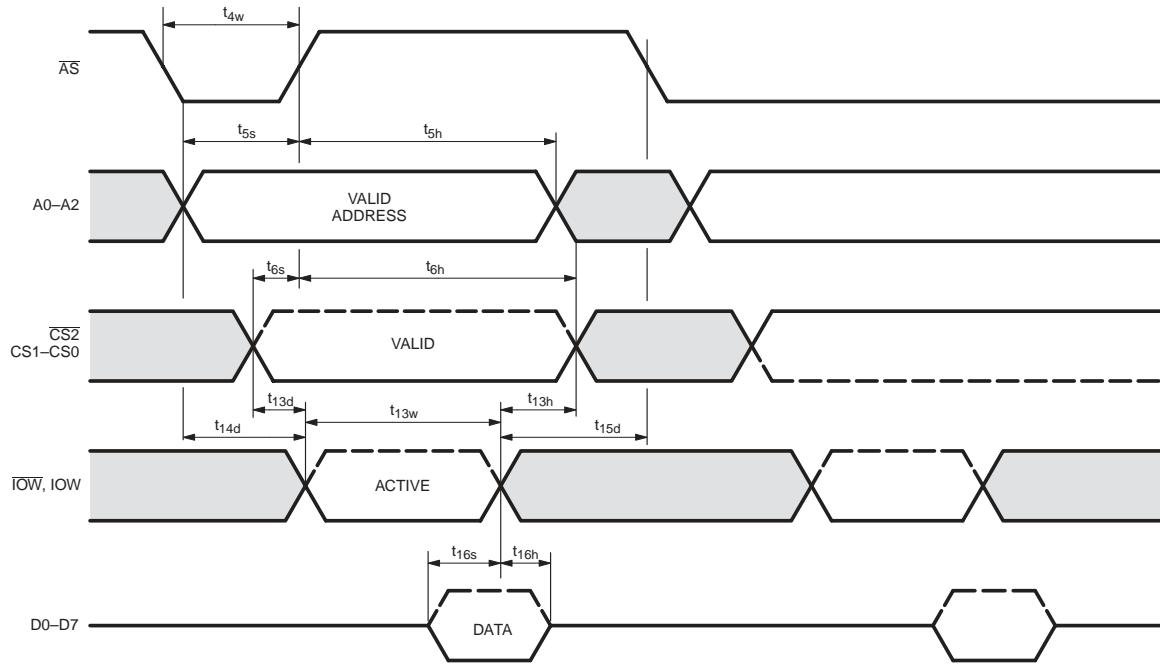 t4w
AS
t5s
t5h
A0–A2
VALID
ADDRESS
t6s
t6h
CS2
CS1–CS0
VALID
t13d
t13w
t13h
t14d
t15d
IOW, IOW
ACTIVE
t16s
t16h
D0–D7
DATA